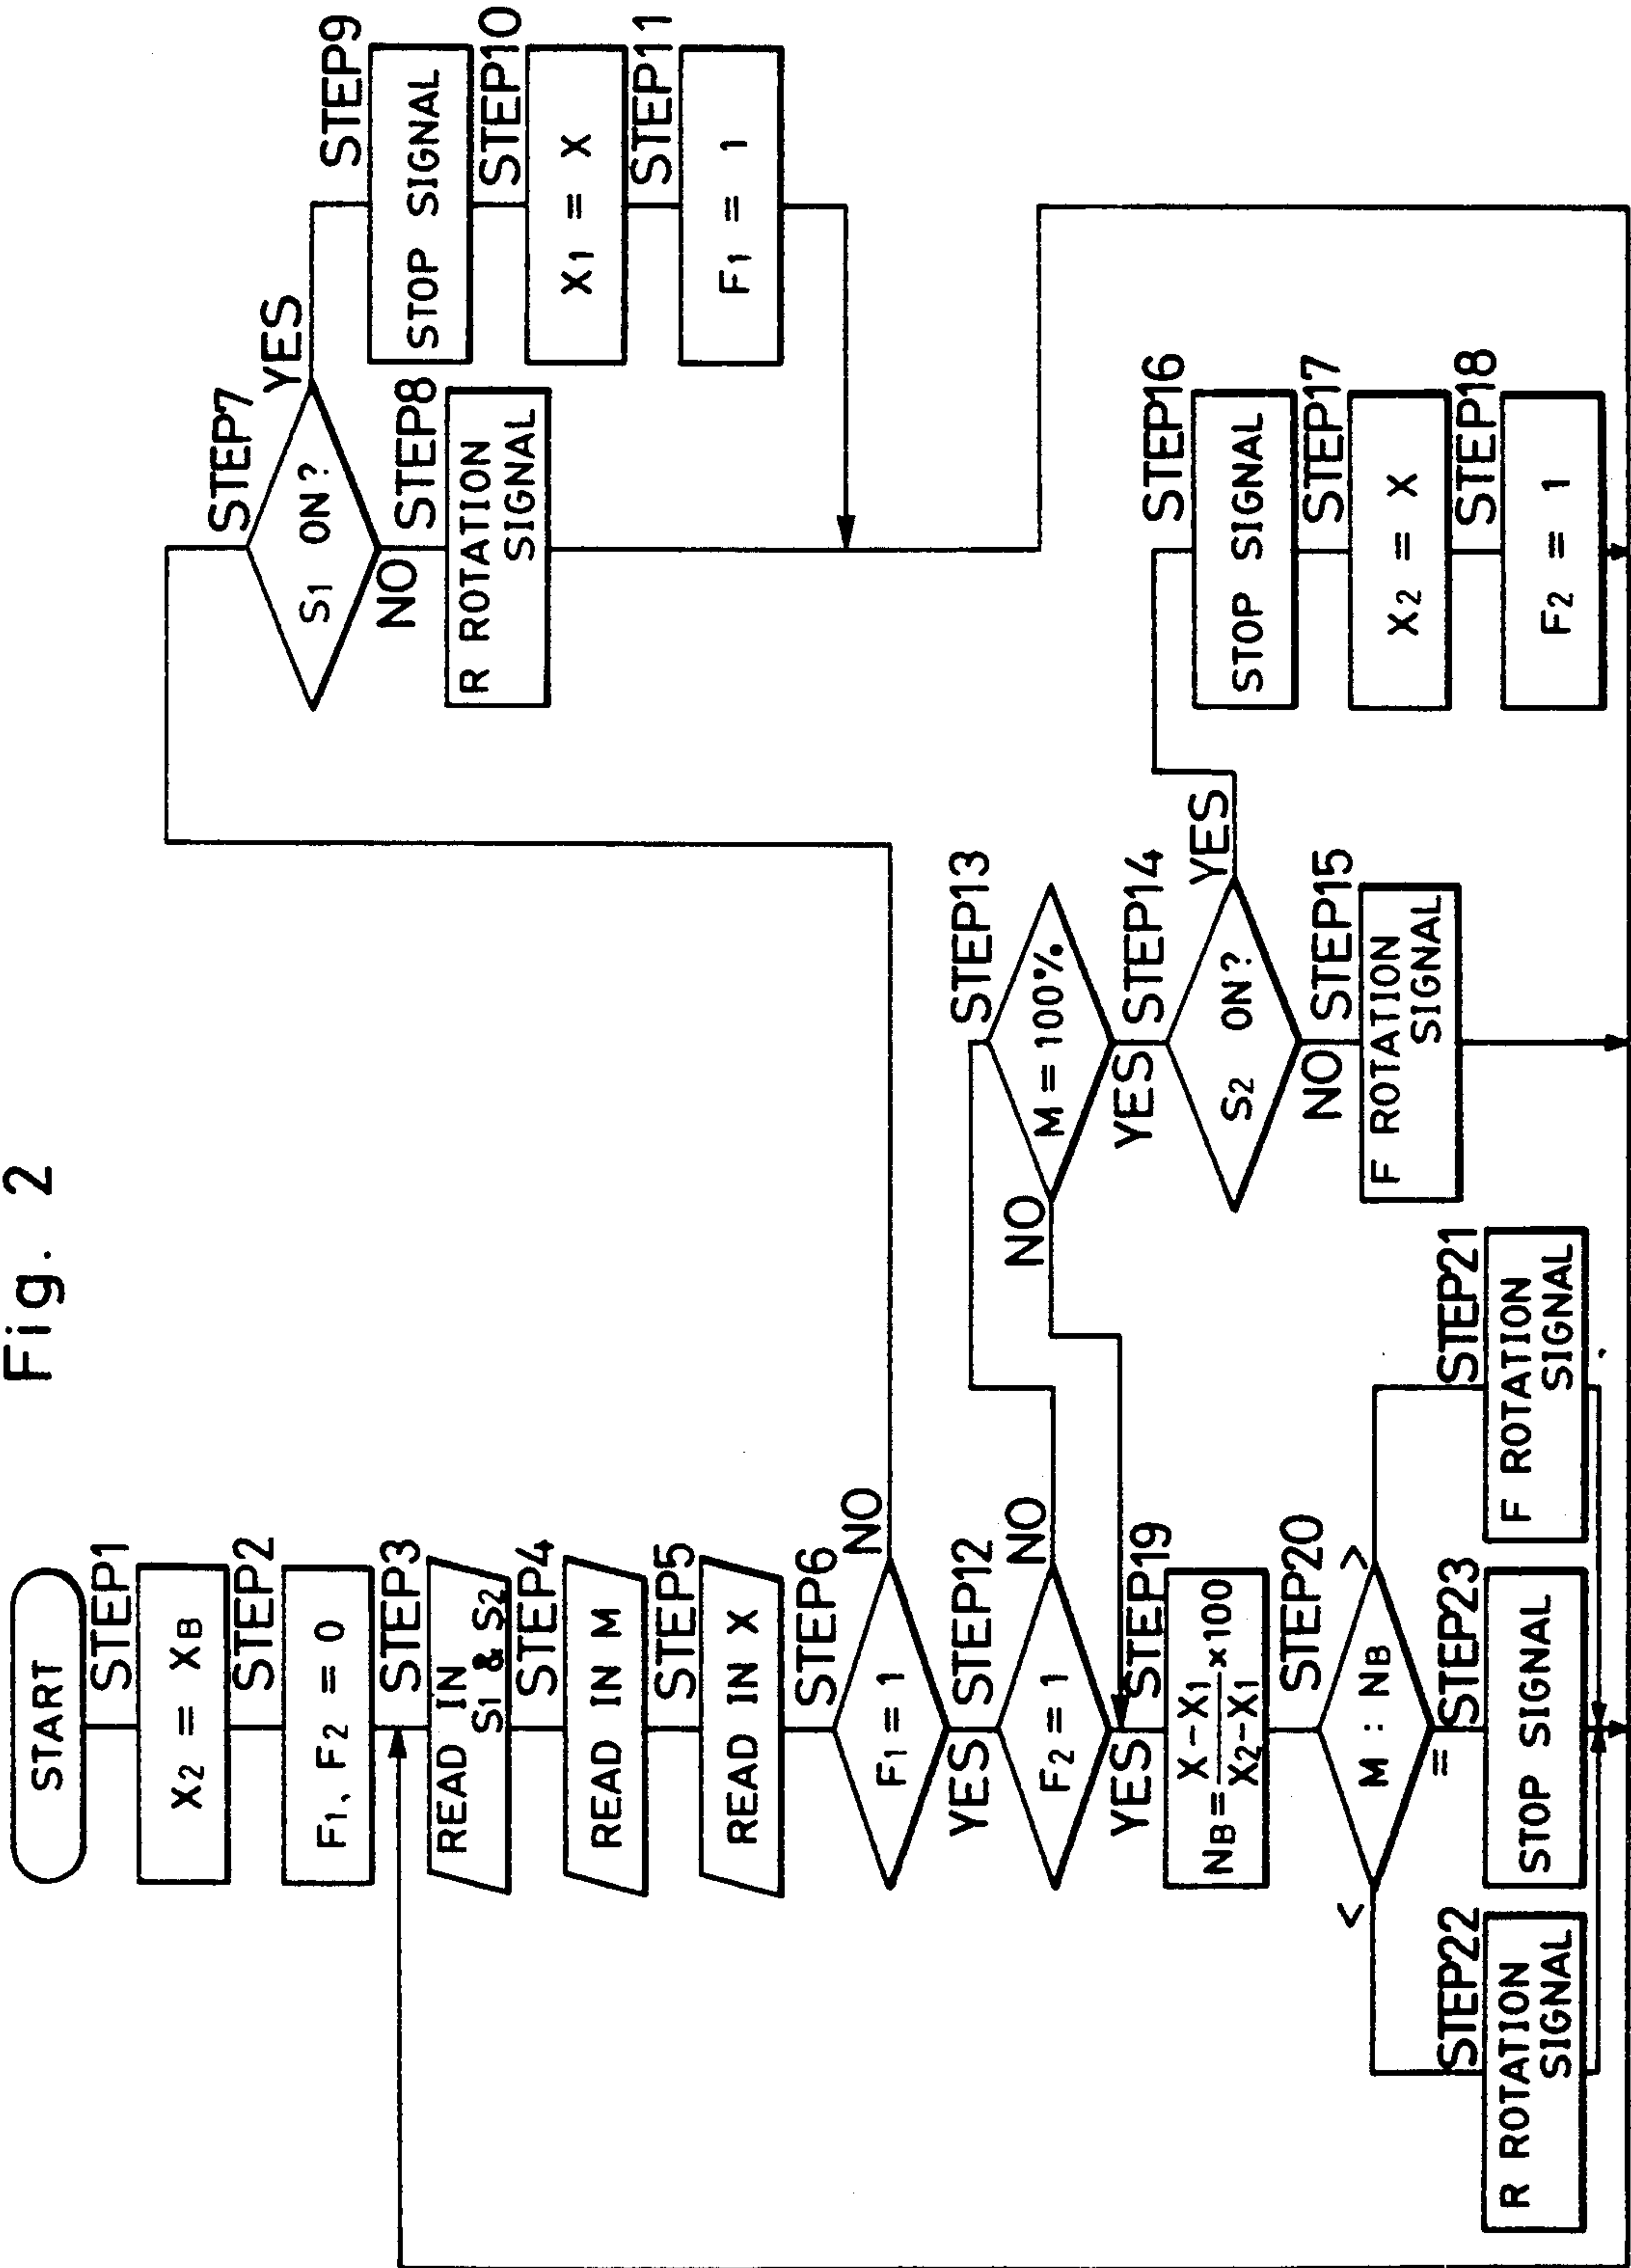 Fig. 2
START
STEP1
X2 = XB
STEP2
F1, F2 = 0
STEP3
READ IN
S1 & S2
STEP4
READ IN M
STEP5
READ IN X
STEP6
F1 = 1
NO
YES
STEP7
S1 ON?
YES
NO
STEP8
R ROTATION
SIGNAL
STEP9
STOP SIGNAL
STEP10
X1 = X
STEP11
F1 = 1
STEP12
F2 = 1
NO
YES
STEP13
M = 100%
NO
YES
STEP14
S2 ON?
YES
NO
STEP15
F ROTATION
SIGNAL
STEP16
STOP SIGNAL
STEP17
X2 = X
STEP18
F2 = 1
STEP19
NB = X-X1/X2-X1 ×100
STEP20
M : NB
<
=
>
STEP22
R ROTATION
SIGNAL
STEP23
STOP SIGNAL
STEP21
F ROTATION
SIGNAL